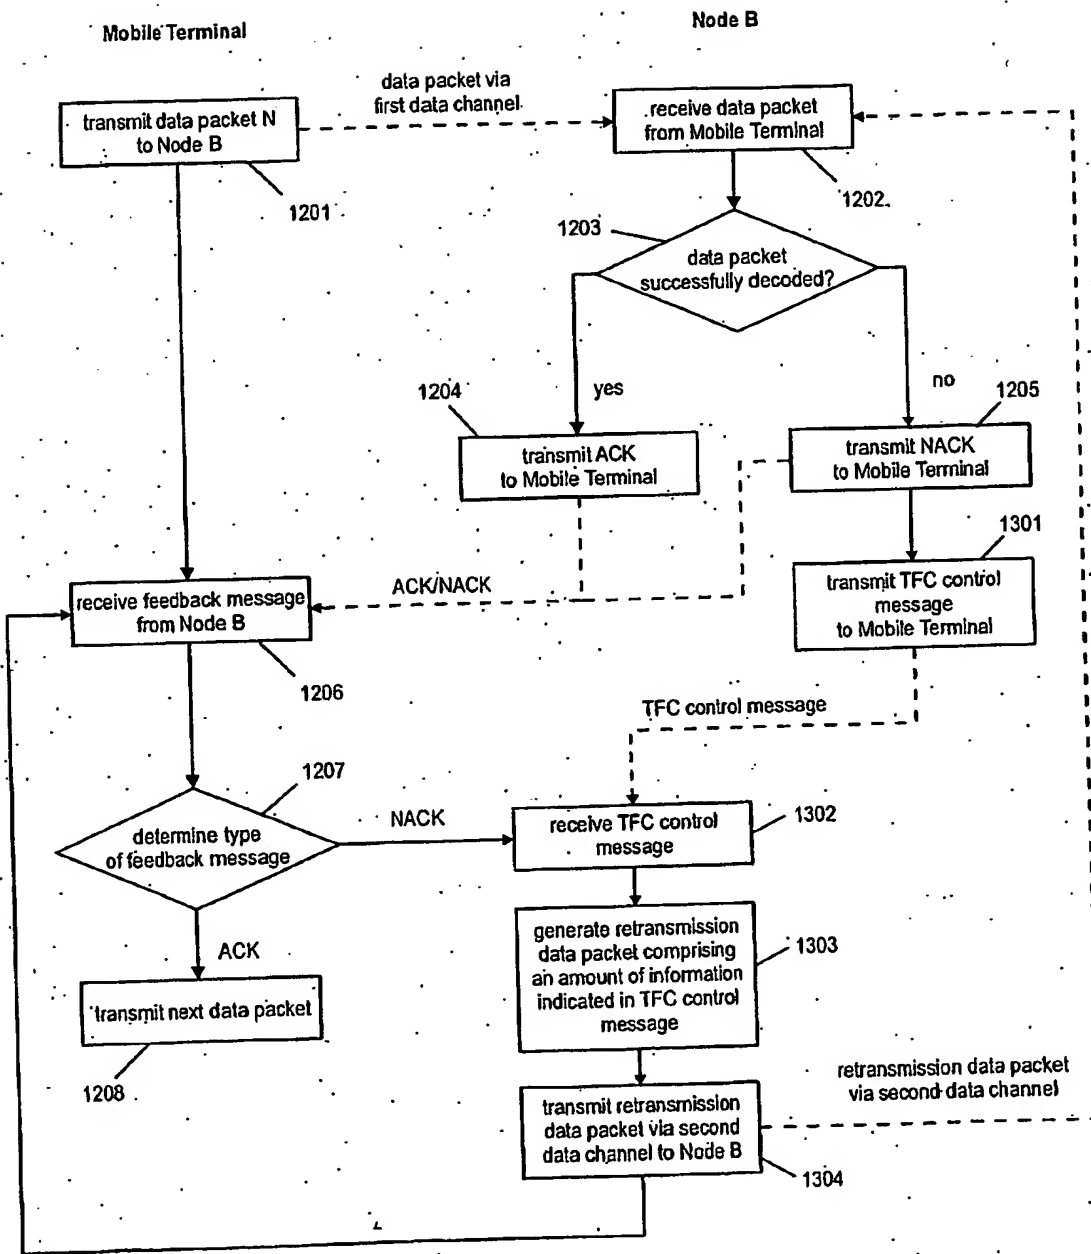 Mobile Terminal
Node B
data packet via
first data channel
transmit data packet N
to Node B
1201
receive data packet
from Mobile Terminal
1202
1203
data packet
successfully decoded?
yes
no
1204
transmit ACK
to Mobile Terminal
1205
transmit NACK
to Mobile Terminal
1301
transmit TFC control
message
to Mobile Terminal
ACK/NACK
receive feedback message
from Node B
1206
TFC control message
1207
determine type
of feedback message
NACK
receive TFC control
message
1302
ACK
generate retransmission
data packet comprising
an amount of information
indicated in TFC control
message
1303
transmit next data packet
1208
retransmission data packet
via second data channel
transmit retransmission
data packet via second
data channel to Node B
1304